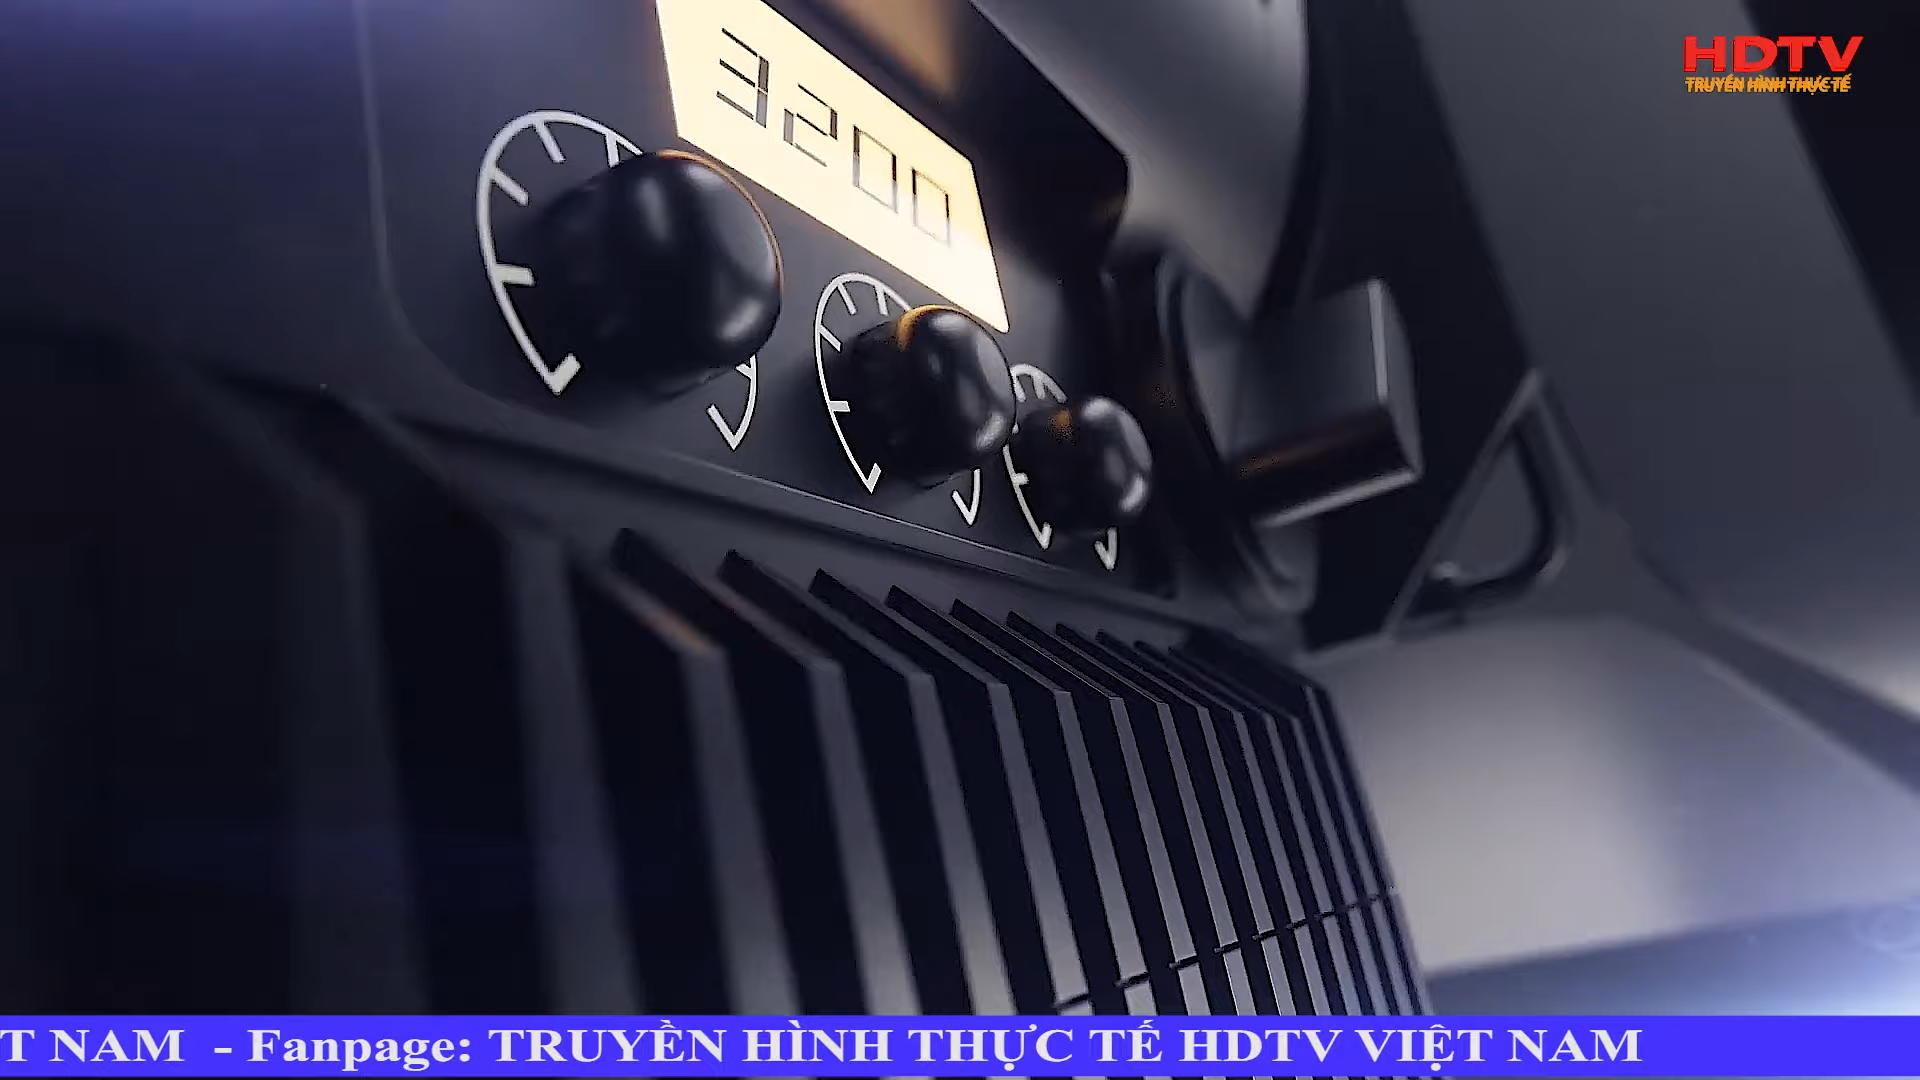 3200
HDTV
TRUYỀN HÌNH THỰC TẾ
T NAM - Fanpage: TRUYỀN HÌNH THỰC TẾ HDTV VIỆT NAM